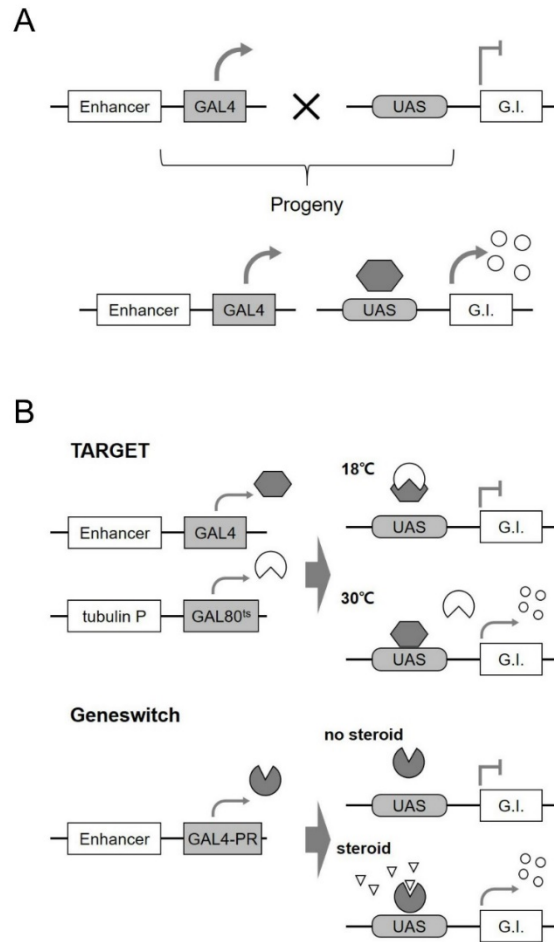 A
Enhancer GAL4 UAS G.I.
Progeny
Enhancer GAL4 UAS G.I.
B
TARGET
18℃
Enhancer GAL4 UAS G.I.
tubulin P GAL80ts
30℃
UAS G.I.
Geneswitch
no steroid
UAS G.I.
Enhancer GAL4-PR
steroid
UAS G.I.